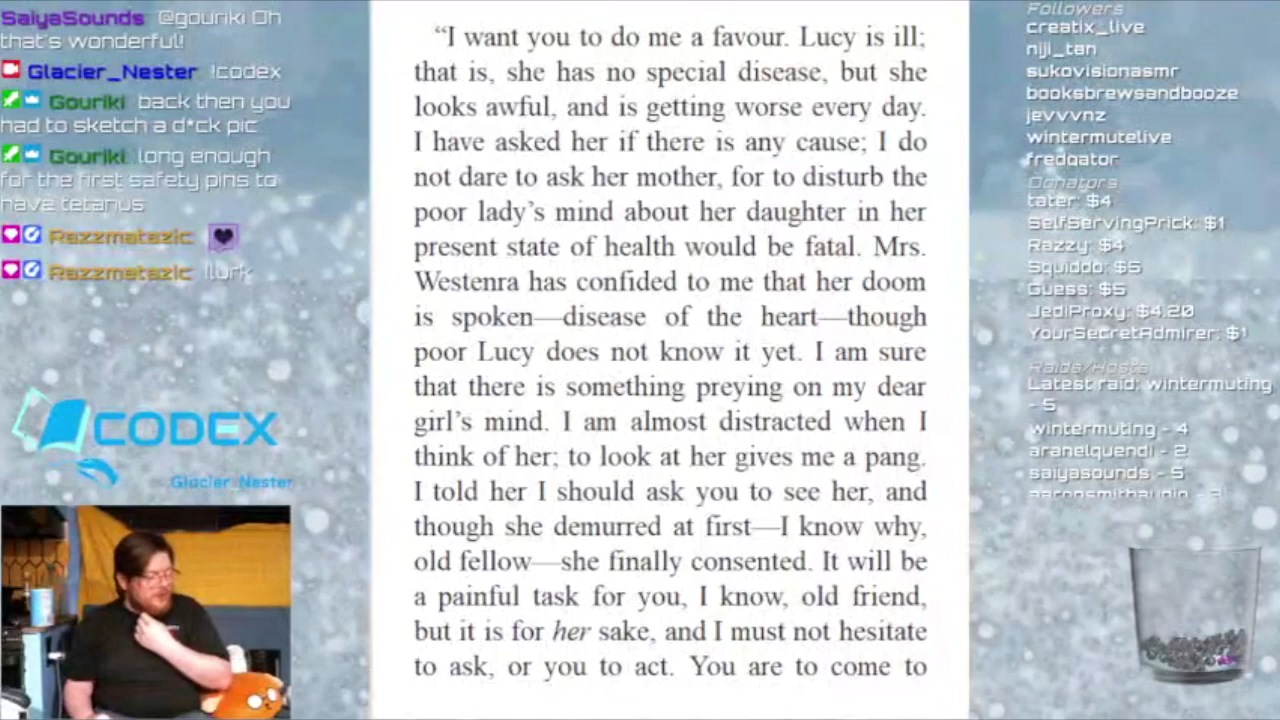 SaiyaSounds @gouriki Oh
that's wonderful!
Glacier_Nester !codex
Gouriki back then you
had to sketch a d*ck pic
Gouriki long enough
for the first safety pins to
have tetanus
Razzmatazic
Razzmatazic !lurk
CODEX
Glacier_Nester
“I want you to do me a favour. Lucy is ill;
that is, she has no special disease, but she
looks awful, and is getting worse every day.
I have asked her if there is any cause; I do
not dare to ask her mother, for to disturb the
poor lady’s mind about her daughter in her
present state of health would be fatal. Mrs.
Westenra has confided to me that her doom
is spoken—disease of the heart—though
poor Lucy does not know it yet. I am sure
that there is something preying on my dear
girl’s mind. I am almost distracted when I
think of her; to look at her gives me a pang.
I told her I should ask you to see her, and
though she demurred at first—I know why,
old fellow—she finally consented. It will be
a painful task for you, I know, old friend,
but it is for her sake, and I must not hesitate
to ask, or you to act. You are to come to
Followers
creatix_live
niji_tan
sukovisionasmr
booksbrewsandbooze
jevvvnz
wintermutelive
fredgator
Donators
tater: $4
SelfServingPrick: $1
Razzy: $4
Squiddo: $5
Guess: $5
JediProxy: $4.20
YourSecretAdmirer: $1
Raids/Hosts
Latest raid: wintermuting
- 5
wintermuting - 4
aranelquendi - 2
saiyasounds - 5